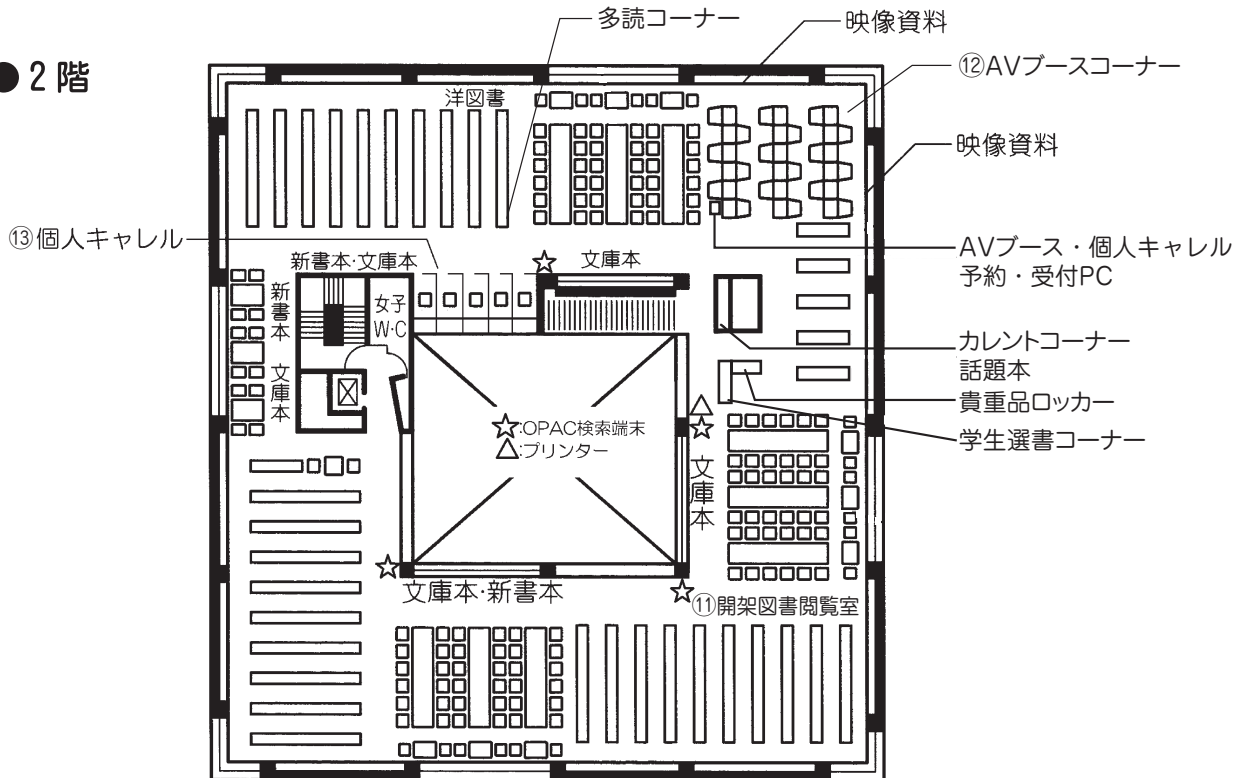 多読コーナー
映像資料
●2階
⑫AVブースコーナー
洋図書
映像資料
⑬個人キャレル
AVブース・個人キャレル
予約・受付PC
新書本・文庫本
文庫本
新書本
文庫本
女子
W・C
カレントコーナー
話題本
貴重品ロッカー
学生選書コーナー
☆:OPAC検索端末
△:プリンター
文庫本
文庫本・新書本
⑪開架図書閲覧室